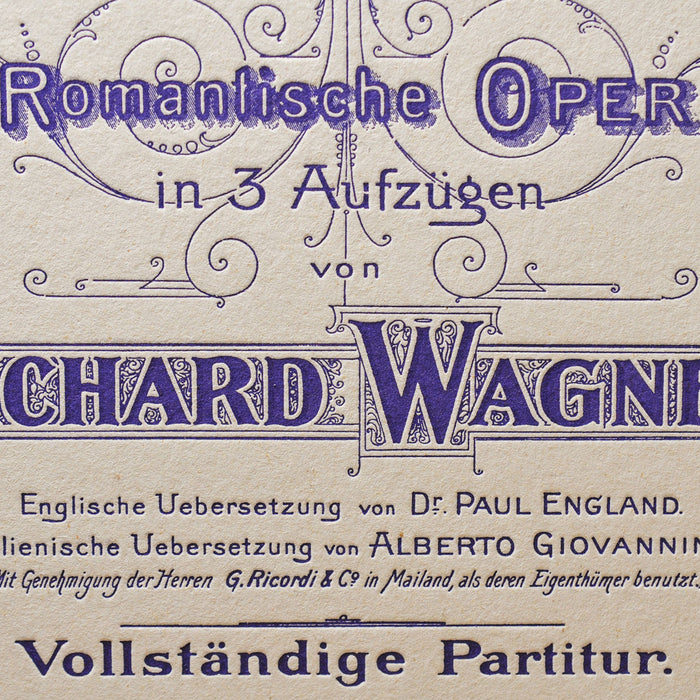 Romantische Oper
in 3 Aufzügen
von
CHARD WAGNE
Englische Uebersetzung von Dr. PAUL ENGLAND.
lienische Uebersetzung von ALBERTO GIOVANNIN
Mit Genehmigung der Herren G. Ricordi & Co. in Mailand, als deren Eigenthümer benutzt.
Vollständige Partitur.